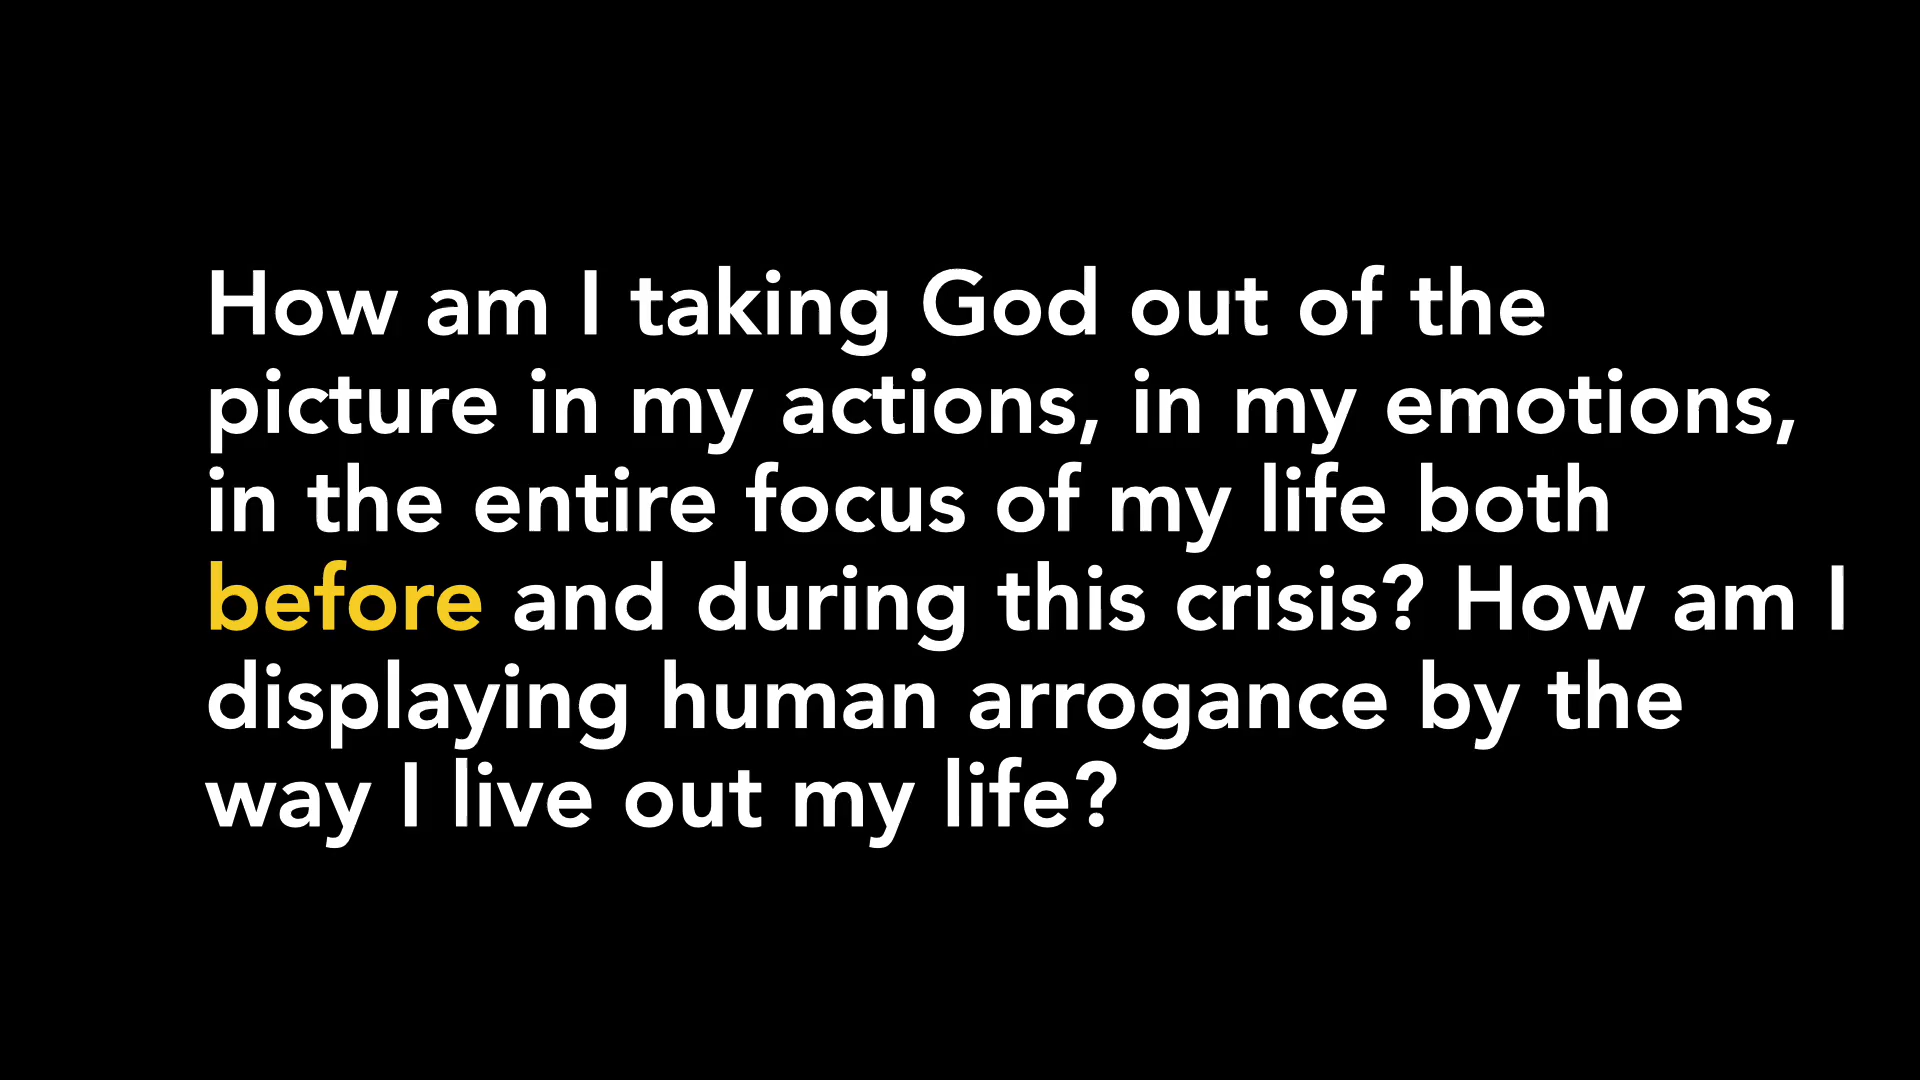 How am I taking God out of the
picture in my actions, in my emotions,
in the entire focus of my life both
before and during this crisis? How am I
displaying human arrogance by the
way I live out my life?